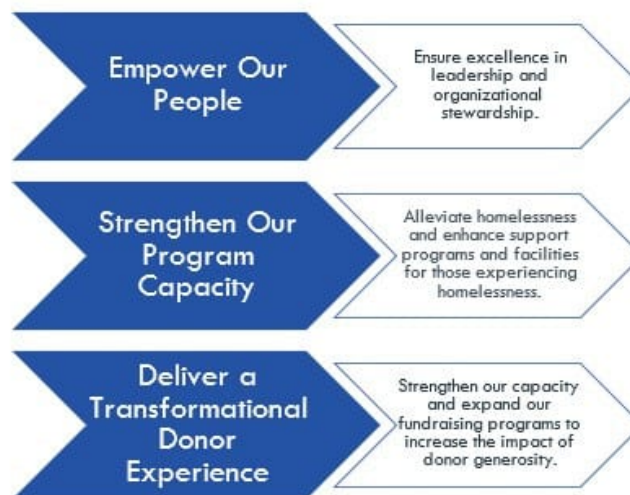 Empower Our
People
Ensure excellence in
leadership and
organizational
stewardship.
Strengthen Our
Program
Capacity
Alleviate homelessness
and enhance support
programs and facilities
for those experiencing
homelessness.
Deliver a
Transformational
Donor
Experience
Strengthen our capacity
and expand our
fundraising programs to
increase the impact of
donor generosity.